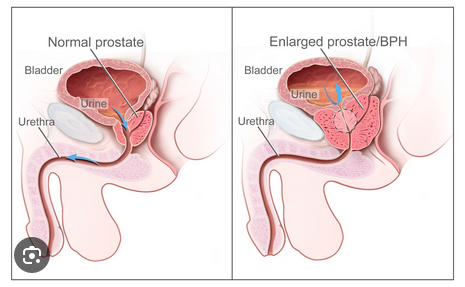 Normal prostate
Bladder
Urine
Urethra
Enlarged prostate/BPH
Bladder
Urine
Urethra